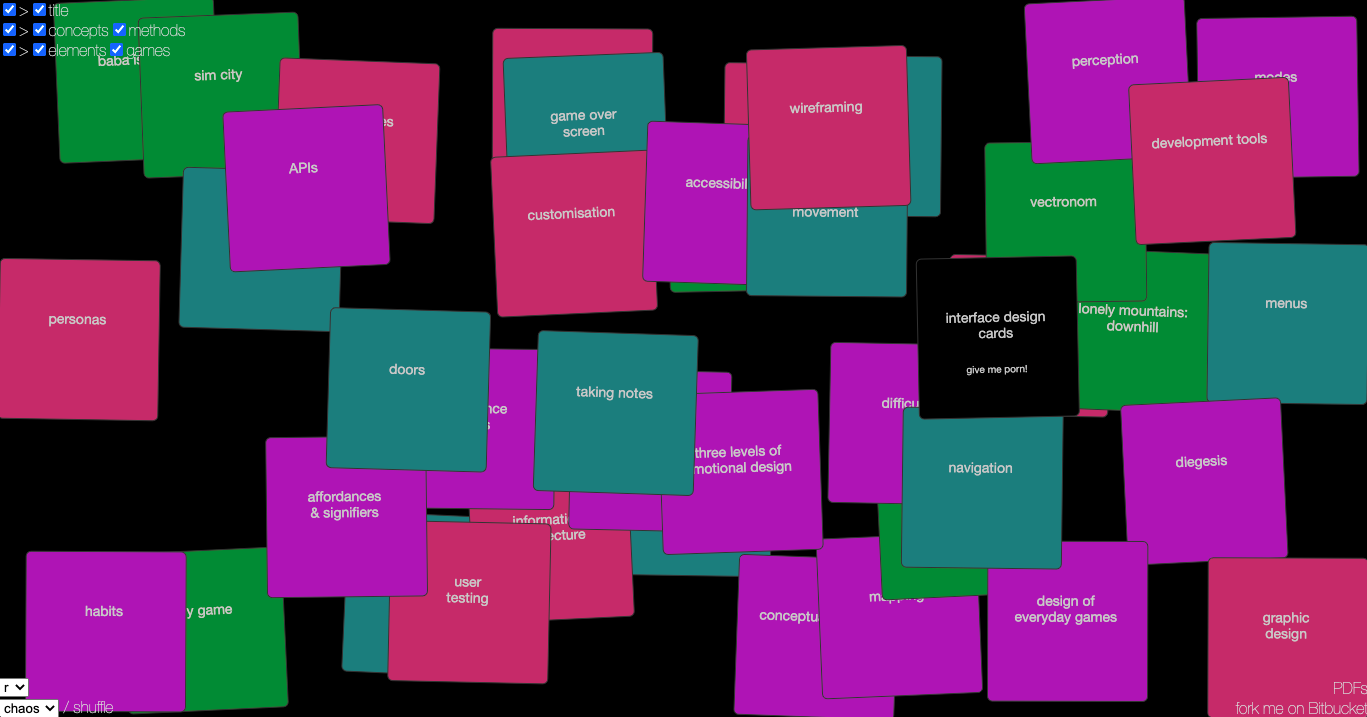 > title
> concepts methods
> elements games
baba is
sim city
es
APIs
game over
screen
customisation
accessibil
wireframing
movement
perception
modes
development tools
vectronom
lonely mountains:
downhill
menus
interface design
cards
give me porn!
personas
doors
nce
s
taking notes
three levels of
motional design
difficu
navigation
diegesis
affordances
& signifiers
informati
ecture
user
testing
habits
y game
conceptu
mapping
design of
everyday games
graphic
design
r
chaos / shuffle
PDFs
fork me on Bitbucket